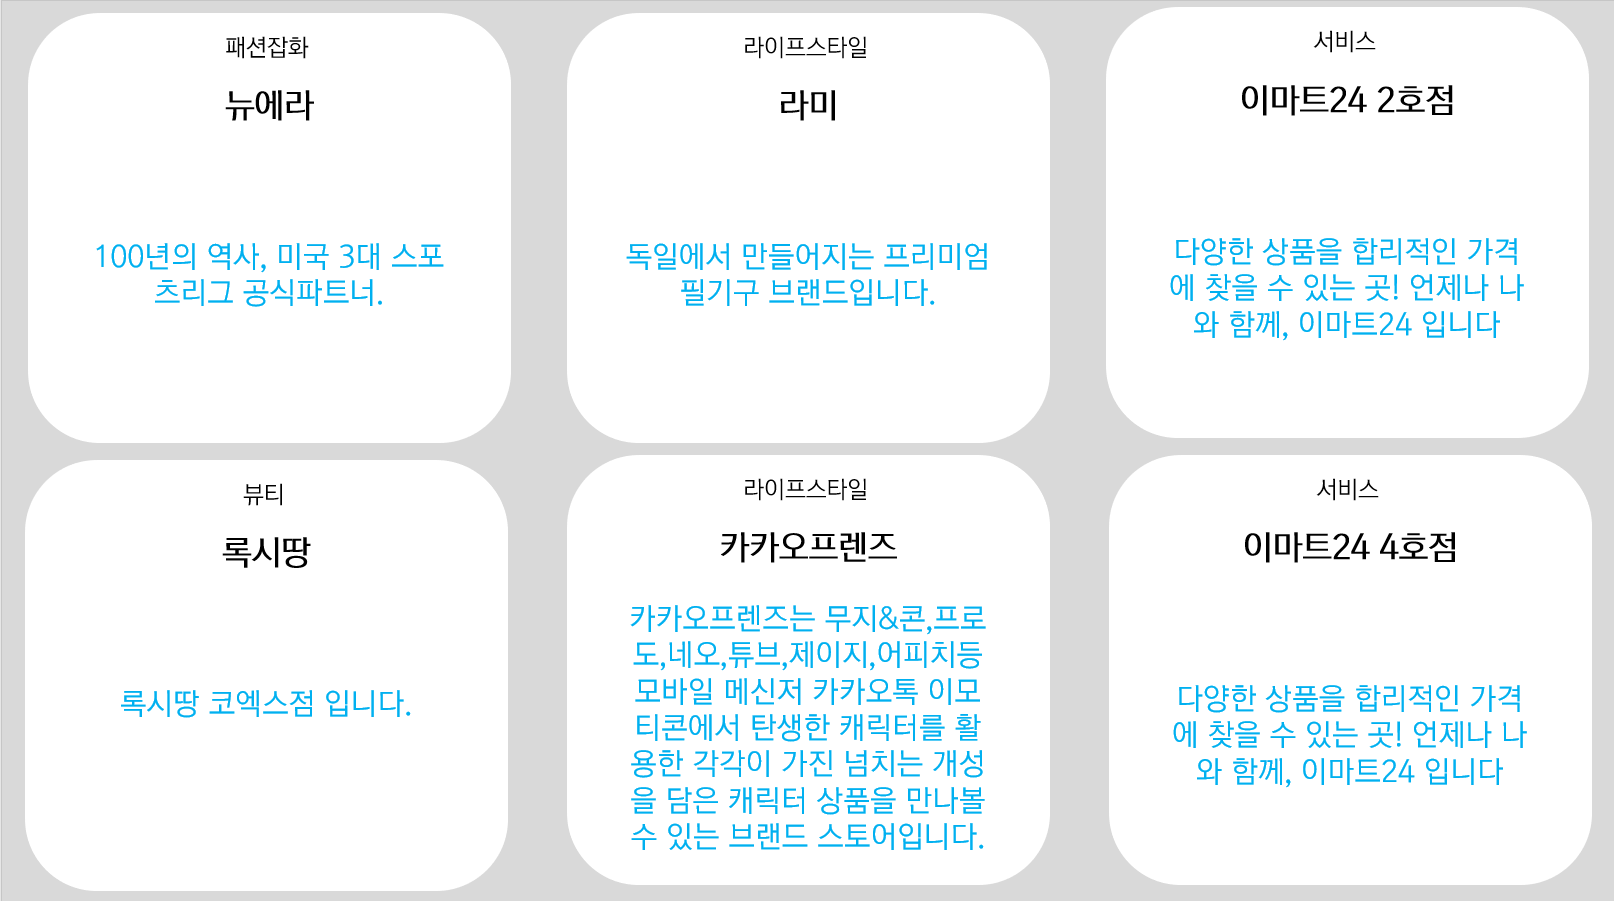 패션잡화
뉴에라
100년의 역사, 미국 3대 스포
츠리그 공식파트너.
라이프스타일
라미
독일에서 만들어지는 프리미엄
필기구 브랜드입니다.
서비스
이마트24 2호점
다양한 상품을 합리적인 가격
에 찾을 수 있는 곳! 언제나 나
와 함께, 이마트24 입니다
뷰티
록시땅
록시땅 코엑스점 입니다.
라이프스타일
카카오프렌즈
카카오프렌즈는 무지&콘,프로
도,네오,튜브,제이지,어피치등
모바일 메신저 카카오톡 이모
티콘에서 탄생한 캐릭터를 활
용한 각각이 가진 넘치는 개성
을 담은 캐릭터 상품을 만나볼
수 있는 브랜드 스토어입니다.
서비스
이마트24 4호점
다양한 상품을 합리적인 가격
에 찾을 수 있는 곳! 언제나 나
와 함께, 이마트24 입니다